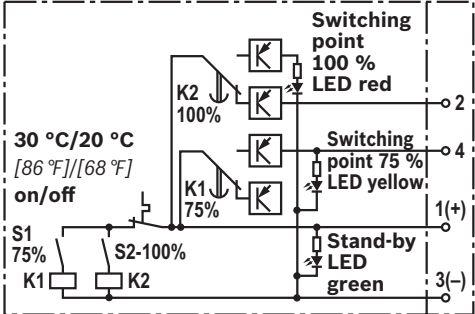 Switching
point
100 %
LED red
K2
100%
2
30 °C/20 °C
[86 °F]/[68 °F]
on/off
Switching
point 75 %
LED yellow
4
K1
75%
1(+)
S1
75%
S2-100%
K1
K2
Stand-by
LED
green
3(–)